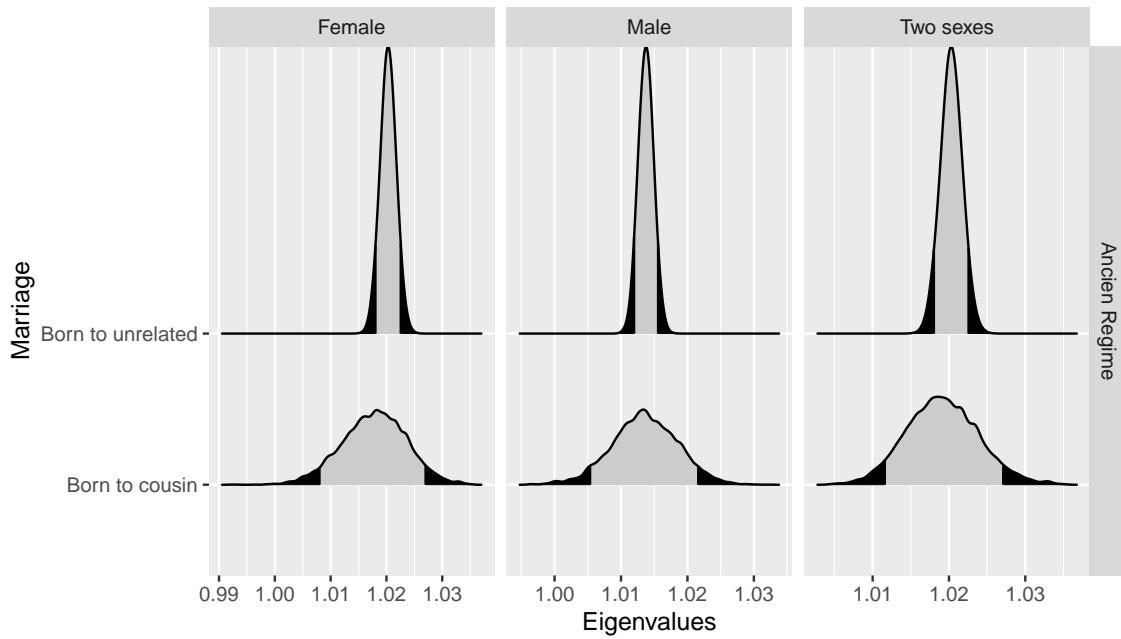 Female
Male
Two sexes
Ancien Regime
Marriage
Born to unrelated
Born to cousin
0.99 1.00 1.01 1.02 1.03
1.00 1.01 1.02 1.03
1.01 1.02 1.03
Eigenvalues